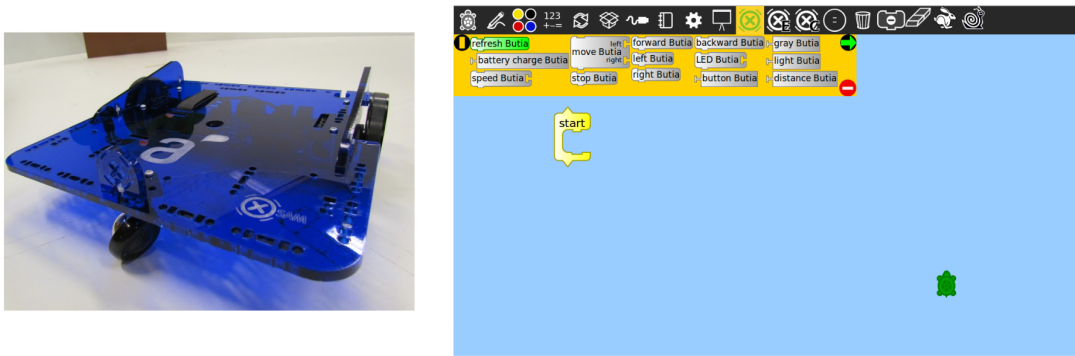 a
123
+-=
refresh Butia
battery charge Butia
speed Butia
move Butia
left
right
stop Butia
forward Butia
left Butia
right Butia
backward Butia
LED Butia
button Butia
gray Butia
light Butia
distance Butia
start